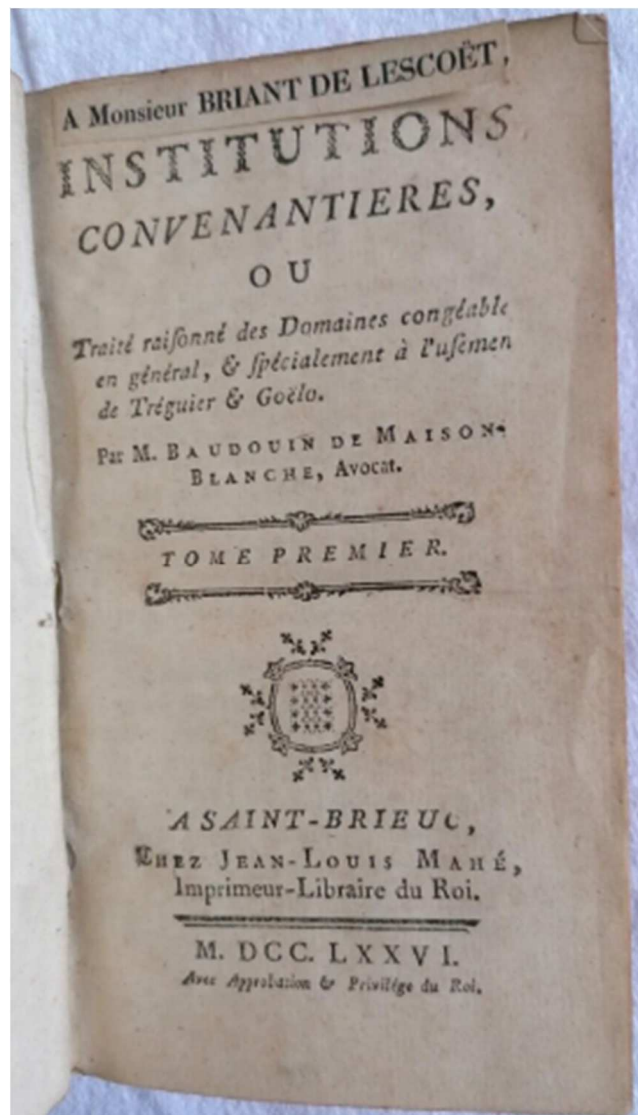 A Monsieur BRIANT DE LESCOËT,
INSTITUTIONS
CONVENANTIERES,
OU
Traité raiſonné des Domaines congéable
en général, & ſpécialement à l'uſemen
de Tréguier & Goëlo.
Par M. BAUDOUIN DE MAISON-
BLANCHE, Avocat.
TOME PREMIER.
A SAINT-BRIEUC,
Chez JEAN-LOUIS MAHÉ,
Imprimeur-Libraire du Roi.
M. DCC. LXXVI.
Avec Approbation & Privilége du Roi.